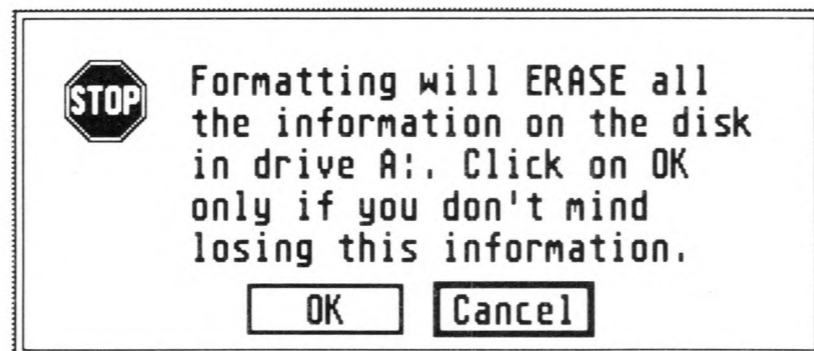 STOP
Formatting will ERASE all
the information on the disk
in drive A:. Click on OK
only if you don't mind
losing this information.
OK Cancel